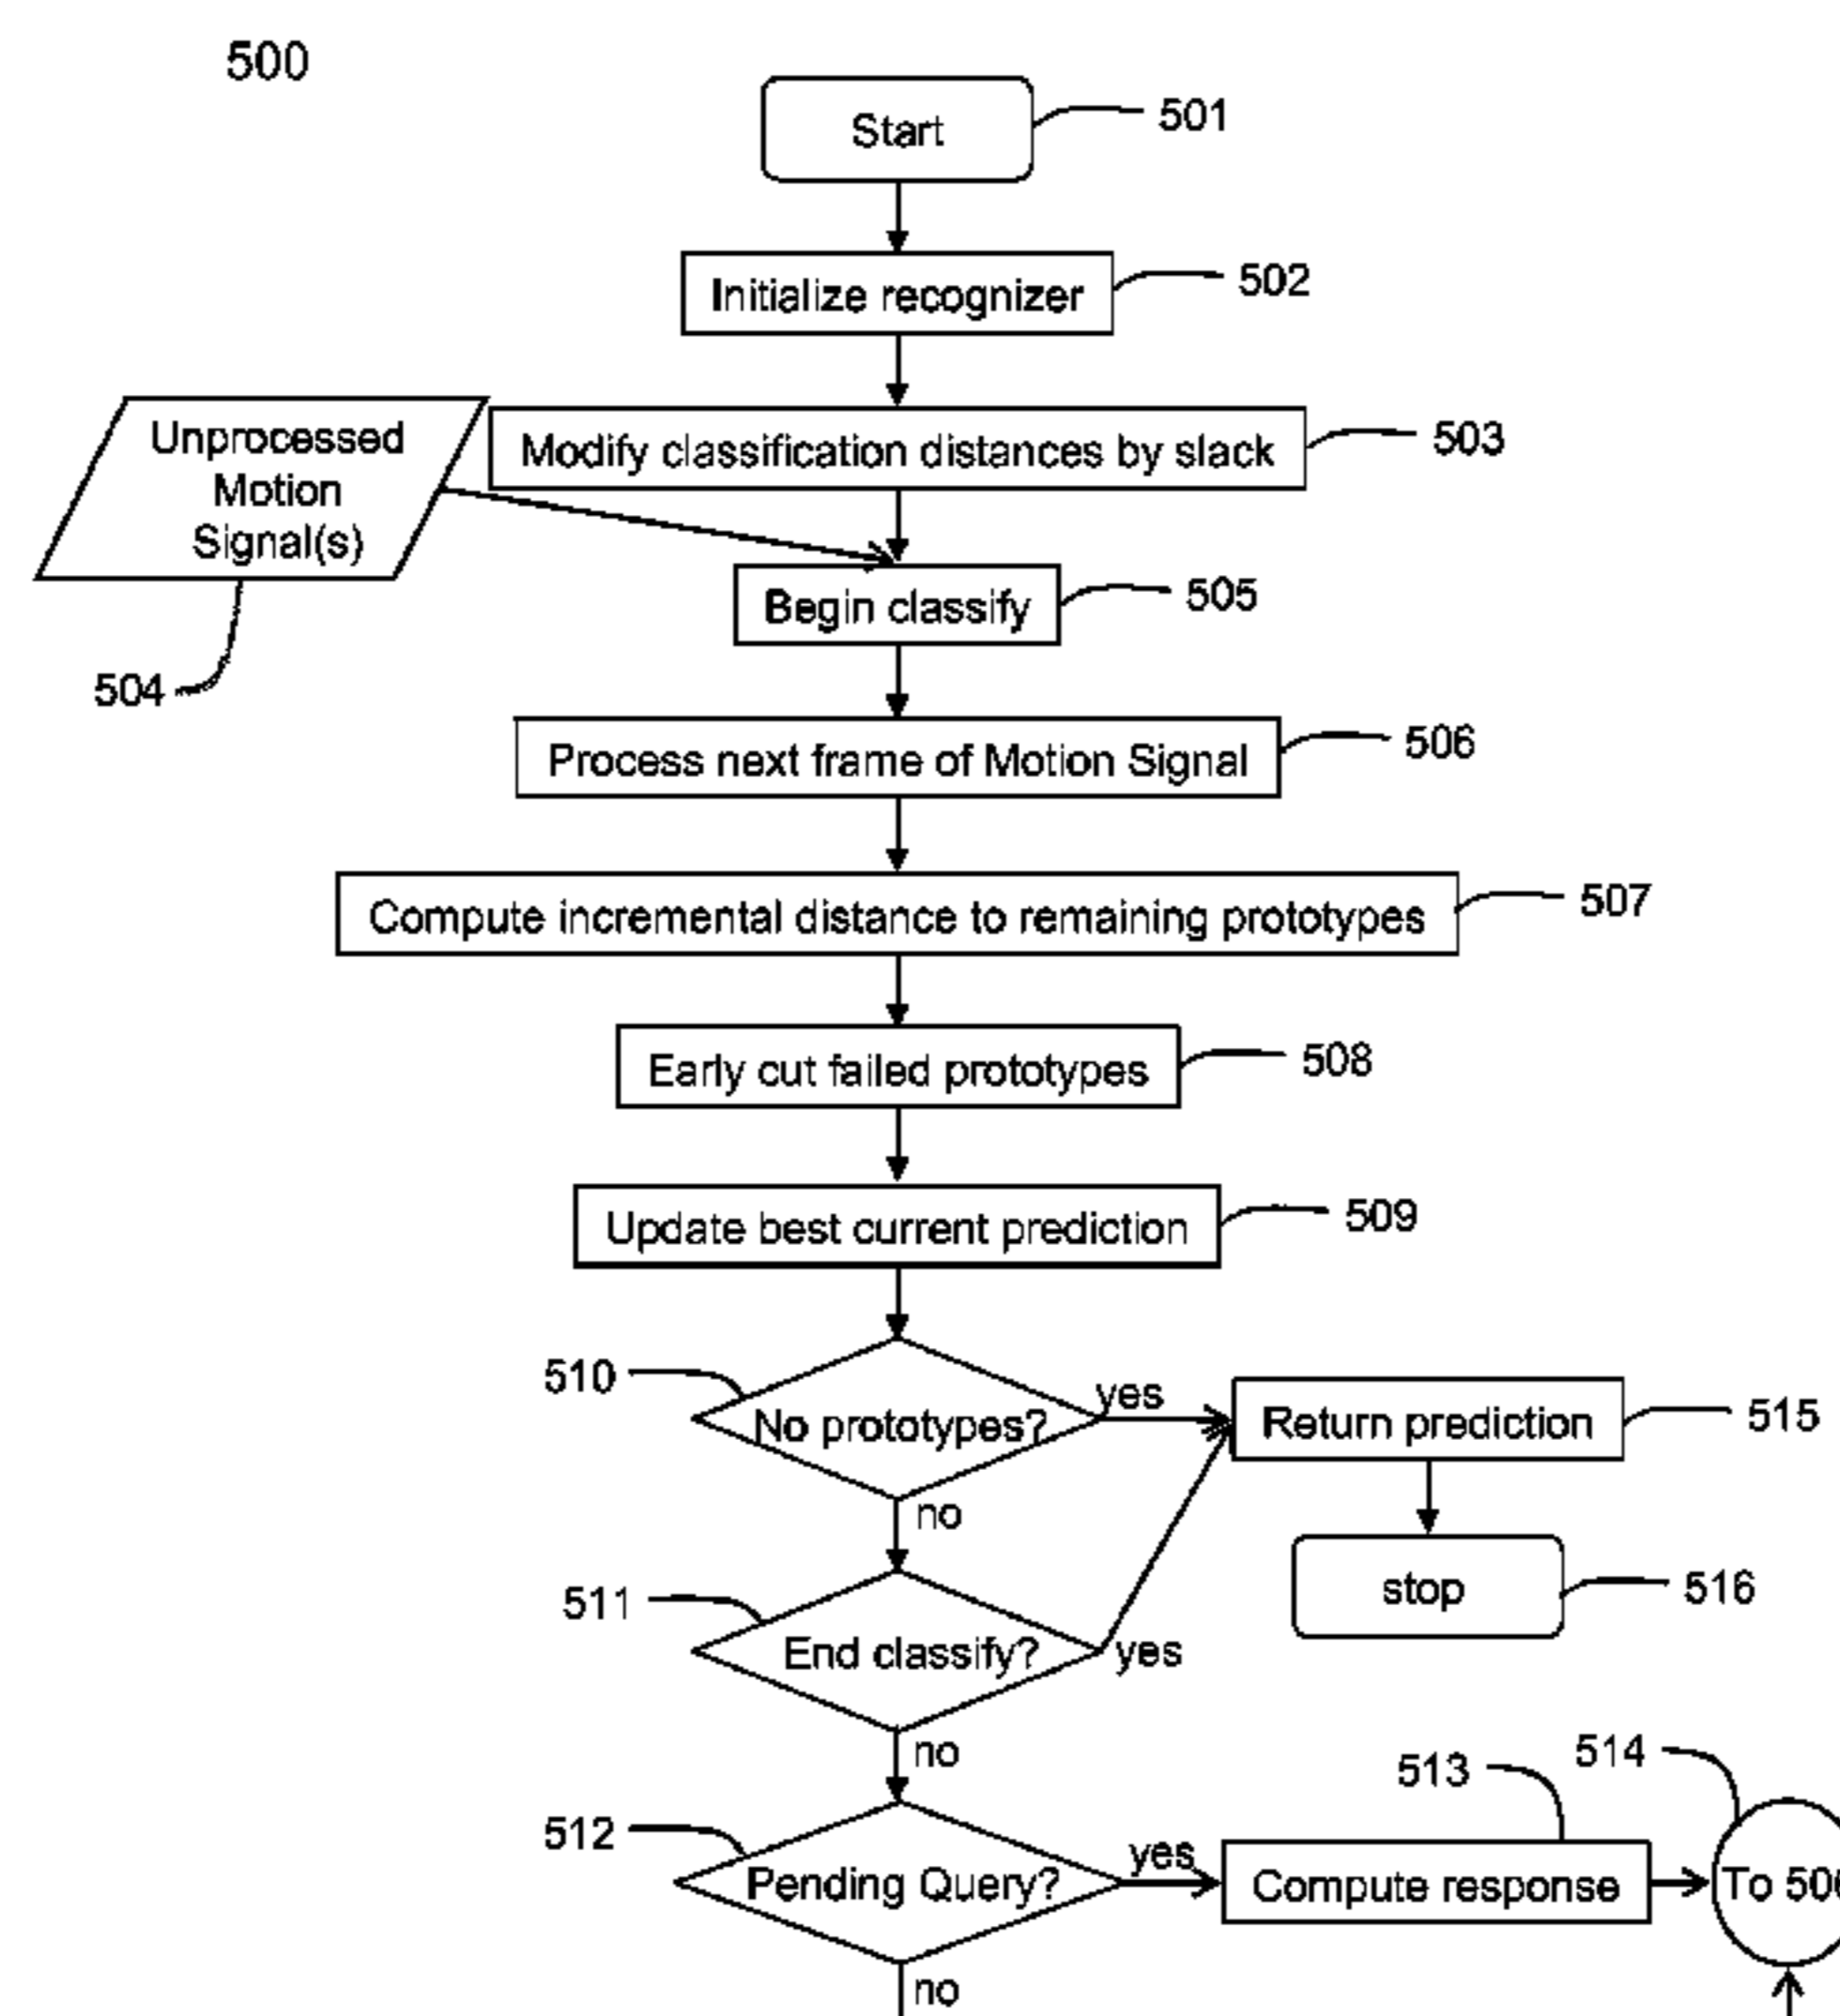 500
Start
501
Initialize recognizer
502
Unprocessed
Motion
Signal(s)
504
Modify classification distances by slack
503
Begin classify
505
Process next frame of Motion Signal
506
Compute incremental distance to remaining prototypes
507
Early cut failed prototypes
508
Update best current prediction
509
510
No prototypes?
yes
no
Return prediction
515
stop
516
511
End classify?
yes
no
512
Pending Query?
yes
no
513
Compute response
514
To